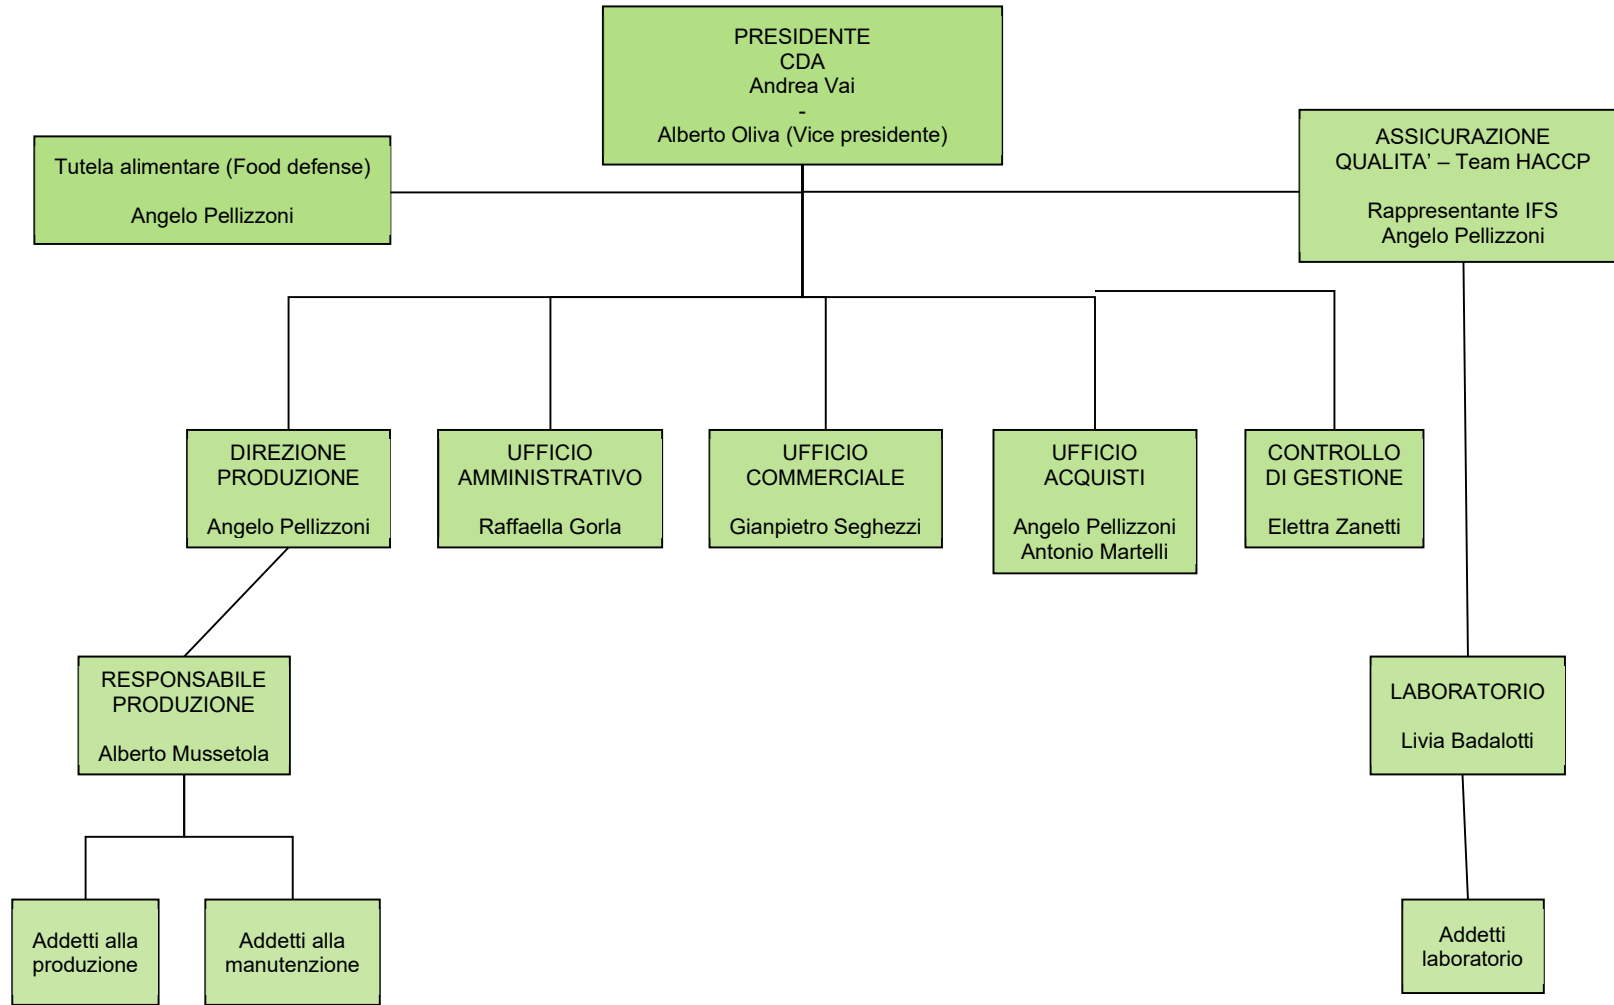 PRESIDENTE
CDA
Andrea Vai
-
Alberto Oliva (Vice presidente)
Tutela alimentare (Food defense)
Angelo Pellizzoni
ASSICURAZIONE
QUALITA’ – Team HACCP
Rappresentante IFS
Angelo Pellizzoni
DIREZIONE
PRODUZIONE
Angelo Pellizzoni
UFFICIO
AMMINISTRATIVO
Raffaella Gorla
UFFICIO
COMMERCIALE
Gianpietro Seghezzi
UFFICIO
ACQUISTI
Angelo Pellizzoni
Antonio Martelli
CONTROLLO
DI GESTIONE
Elettra Zanetti
RESPONSABILE
PRODUZIONE
Alberto Mussetola
LABORATORIO
Livia Badalotti
Addetti alla
produzione
Addetti alla
manutenzione
Addetti
laboratorio